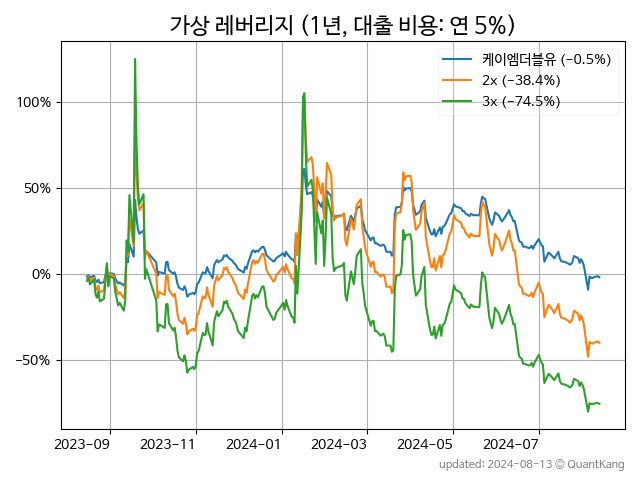 가상 레버리지 (1년, 대출 비용: 연 5%)
케이엠더블유 (−0.5%)
2x (−38.4%)
3x (−74.5%)
100%
50%
0%
−50%
2023-09 2023-11 2024-01 2024-03 2024-05 2024-07
updated: 2024-08-13 © QuantKang